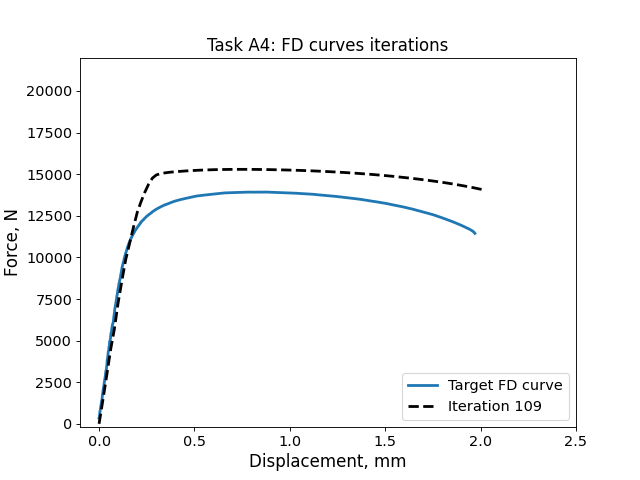 Task A4: FD curves iterations
Force, N
20000
17500
15000
12500
10000
7500
5000
2500
0
0.0 0.5 1.0 1.5 2.0 2.5
Displacement, mm
Target FD curve
Iteration 109